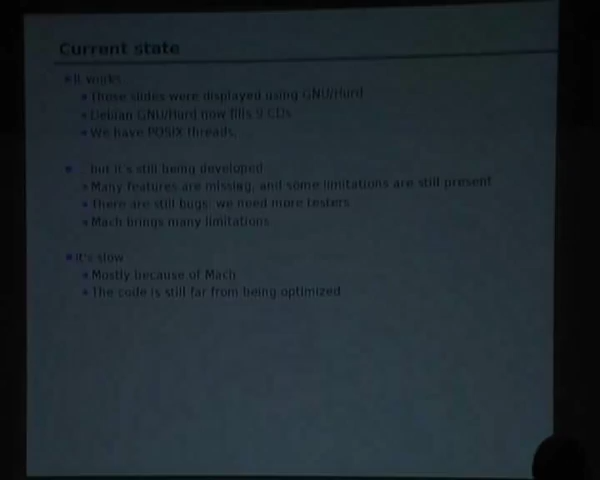 Current state
It works...
These slides were displayed using GNU/Hurd
Debian GNU/Hurd now fills 9 CDs
We have POSIX threads, ...
... but it's still being developed
Many features are missing, and some limitations are still present
There are still bugs: we need more testers
Mach brings many limitations
It's slow
Mostly because of Mach
The code is still far from being optimized